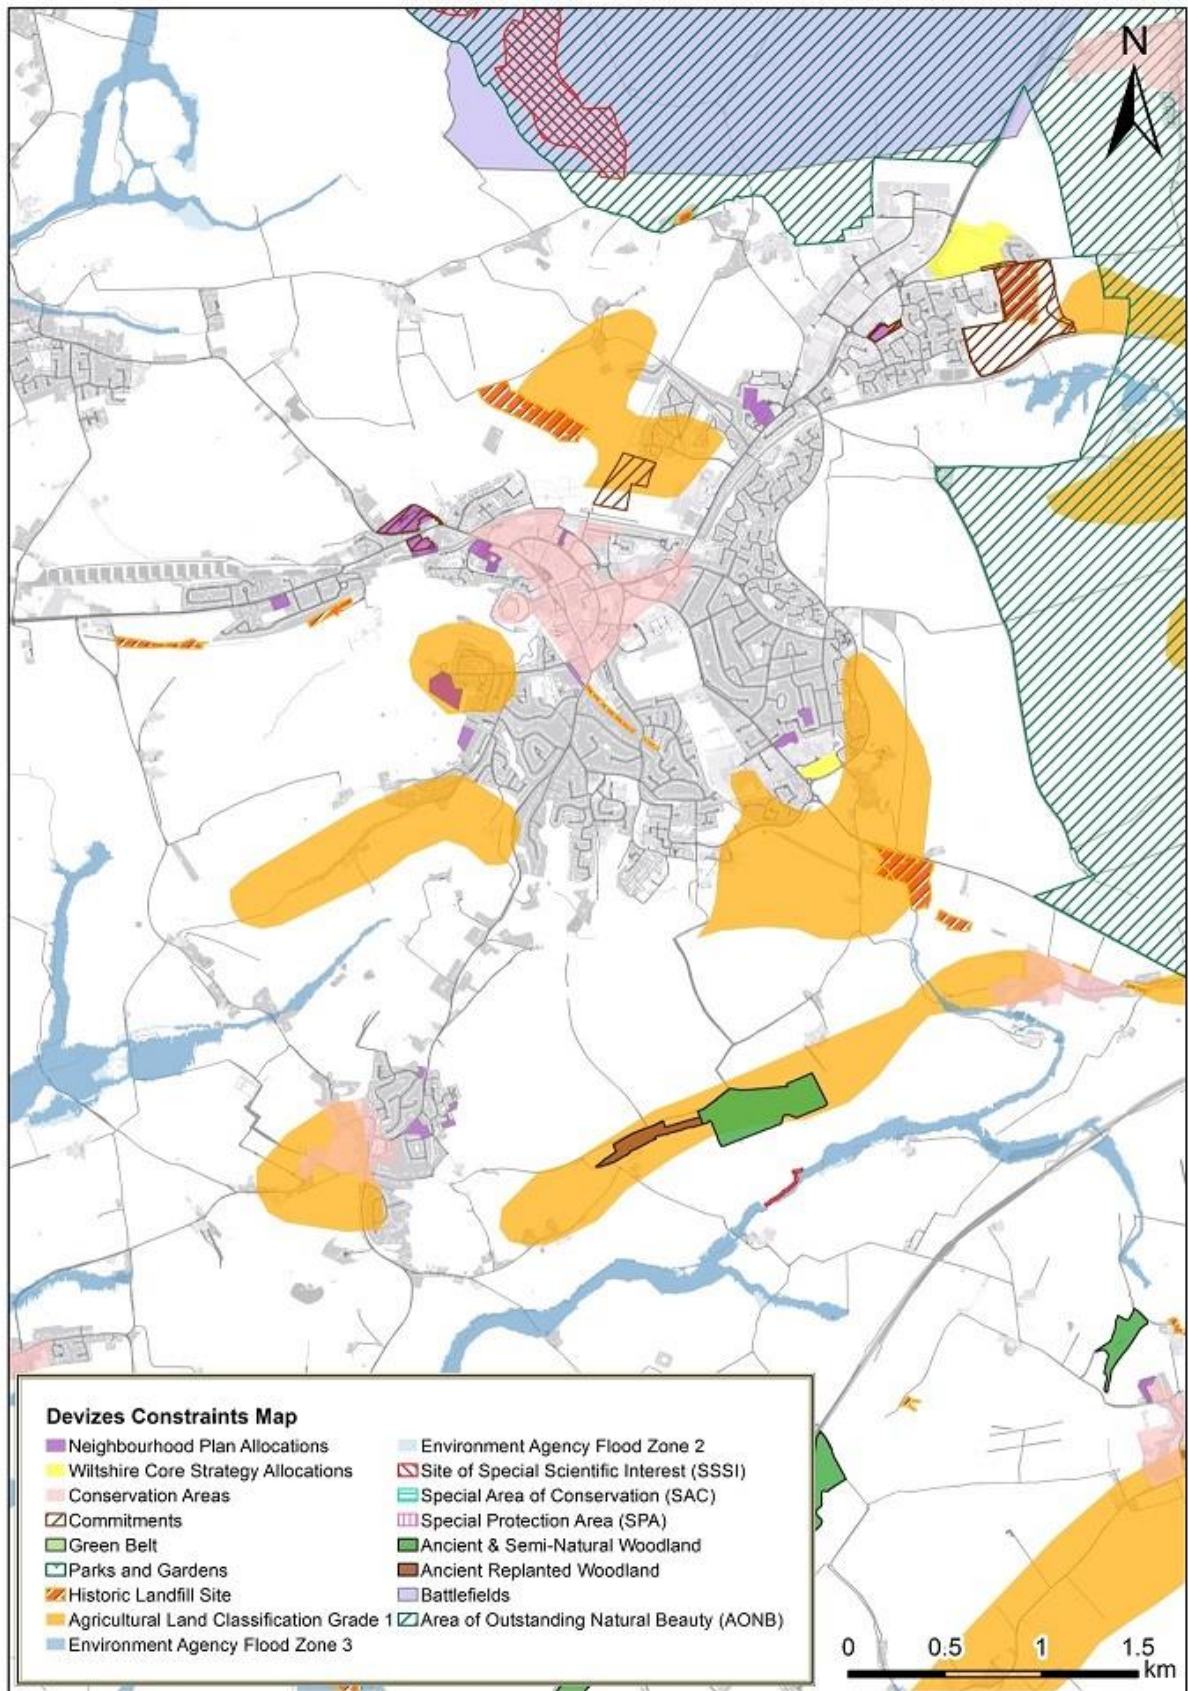 N
Devizes Constraints Map
Neighbourhood Plan Allocations
Wiltshire Core Strategy Allocations
Conservation Areas
Commitments
Green Belt
Parks and Gardens
Historic Landfill Site
Agricultural Land Classification Grade 1
Environment Agency Flood Zone 3
Environment Agency Flood Zone 2
Site of Special Scientific Interest (SSSI)
Special Area of Conservation (SAC)
Special Protection Area (SPA)
Ancient & Semi-Natural Woodland
Ancient Replanted Woodland
Battlefields
Area of Outstanding Natural Beauty (AONB)
0 0.5 1 1.5
km